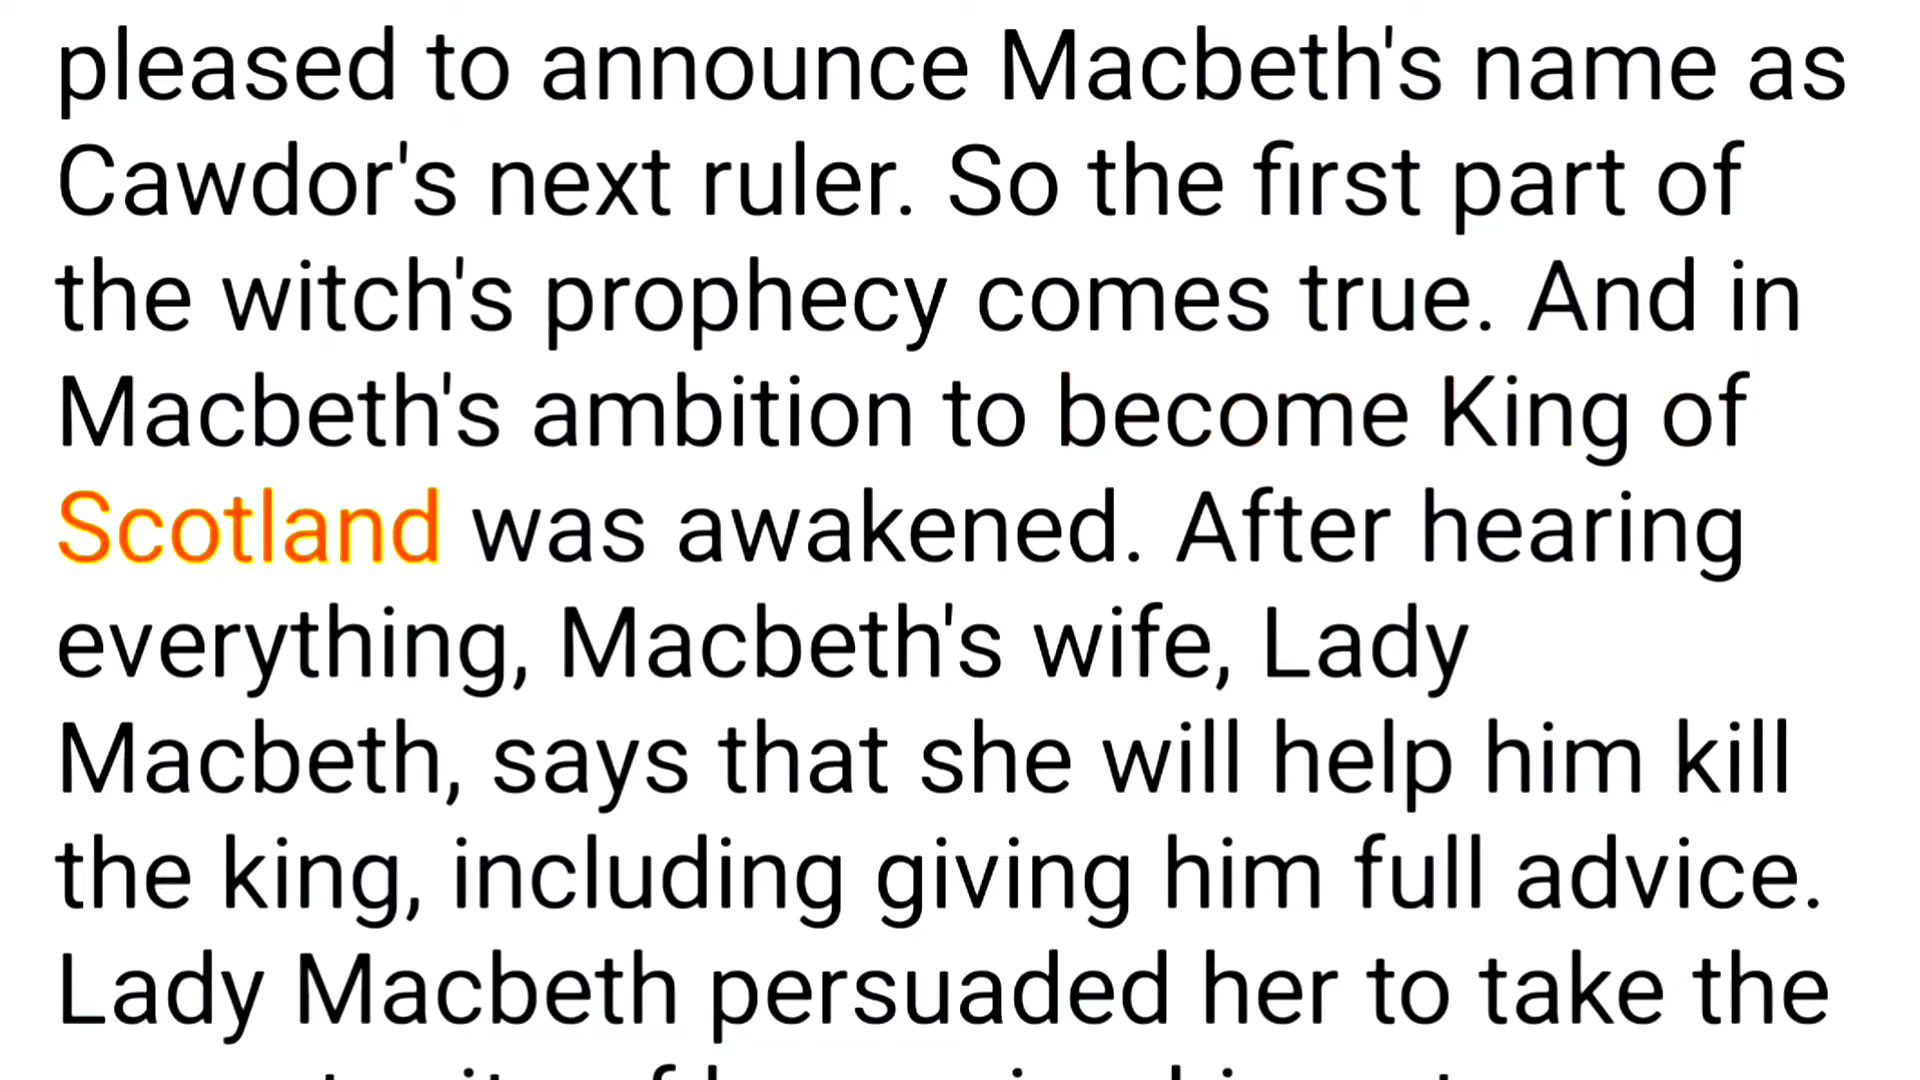 pleased to announce Macbeth's name as
Cawdor's next ruler. So the first part of
the witch's prophecy comes true. And in
Macbeth's ambition to become King of
Scotland was awakened. After hearing
everything, Macbeth's wife, Lady
Macbeth, says that she will help him kill
the king, including giving him full advice.
Lady Macbeth persuaded her to take the